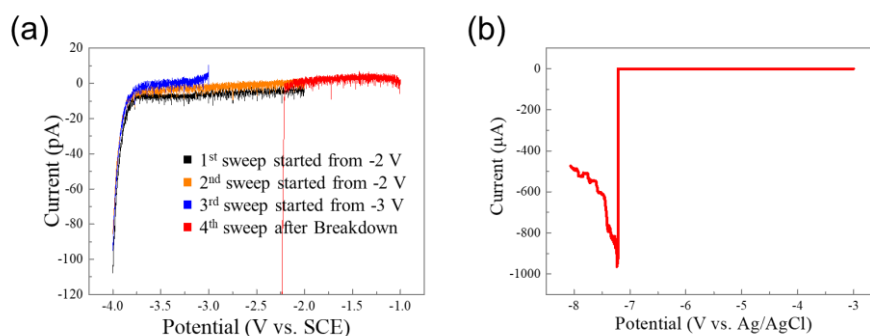 (a)
Current (pA)
20
0
-20
-40
-60
-80
-100
-120
1st sweep started from -2 V
2nd sweep started from -2 V
3rd sweep started from -3 V
4th sweep after Breakdown
-4.0 -3.5 -3.0 -2.5 -2.0 -1.5 -1.0
Potential (V vs. SCE)
(b)
Current (μA)
0
-200
-400
-600
-800
-1000
-8 -7 -6 -5 -4 -3
Potential (V vs. Ag/AgCl)